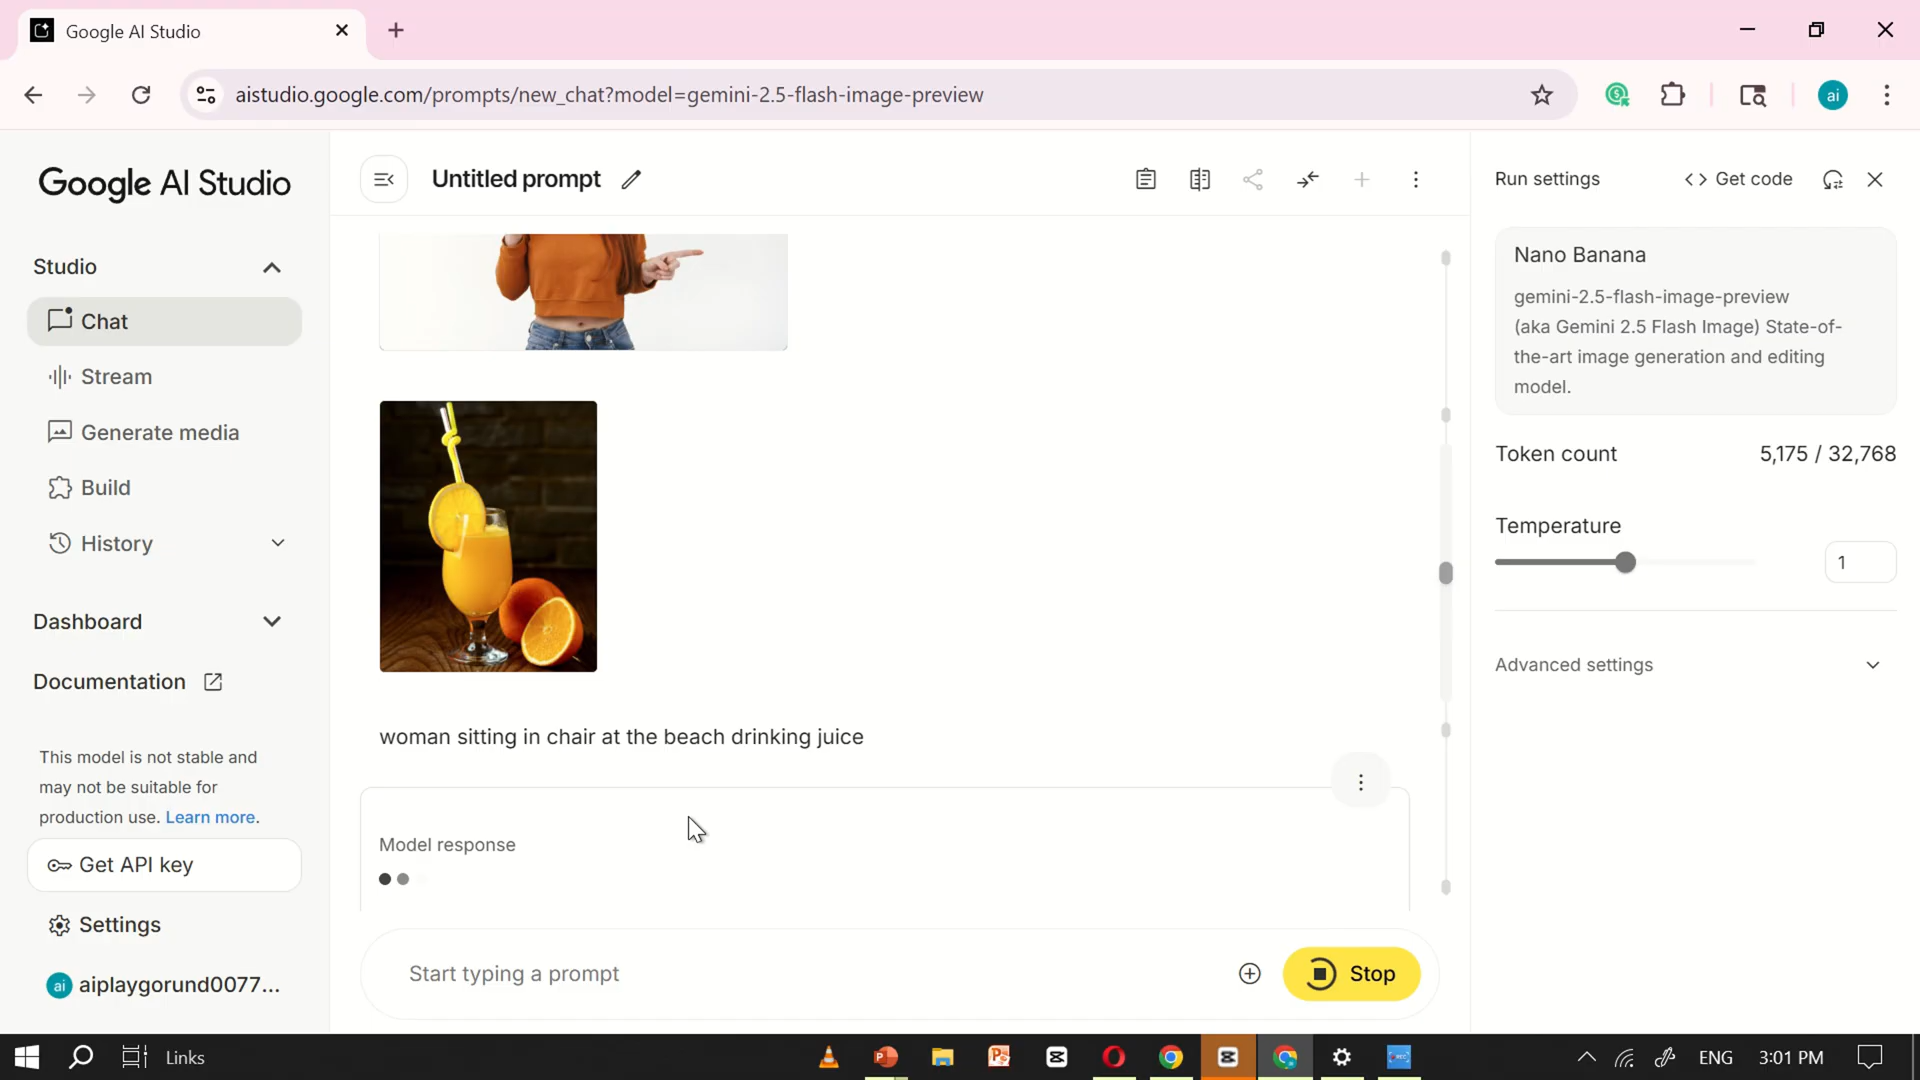 Google AI Studio
aistudio.google.com/prompts/new_chat?model=gemini-2.5-flash-image-preview
ai
Google AI Studio
Studio
Chat
Stream
Generate media
Build
History
Dashboard
Documentation
This model is not stable and
may not be suitable for
production use. Learn more.
Get API key
Settings
ai aiplaygorund0077...
Untitled prompt
woman sitting in chair at the beach drinking juice
Model response
Start typing a prompt
Stop
Run settings
<> Get code
Nano Banana
gemini-2.5-flash-image-preview
(aka Gemini 2.5 Flash Image) State-of-
the-art image generation and editing
model.
Token count 5,175 / 32,768
Temperature
1
Advanced settings
Links
ENG
3:01 PM